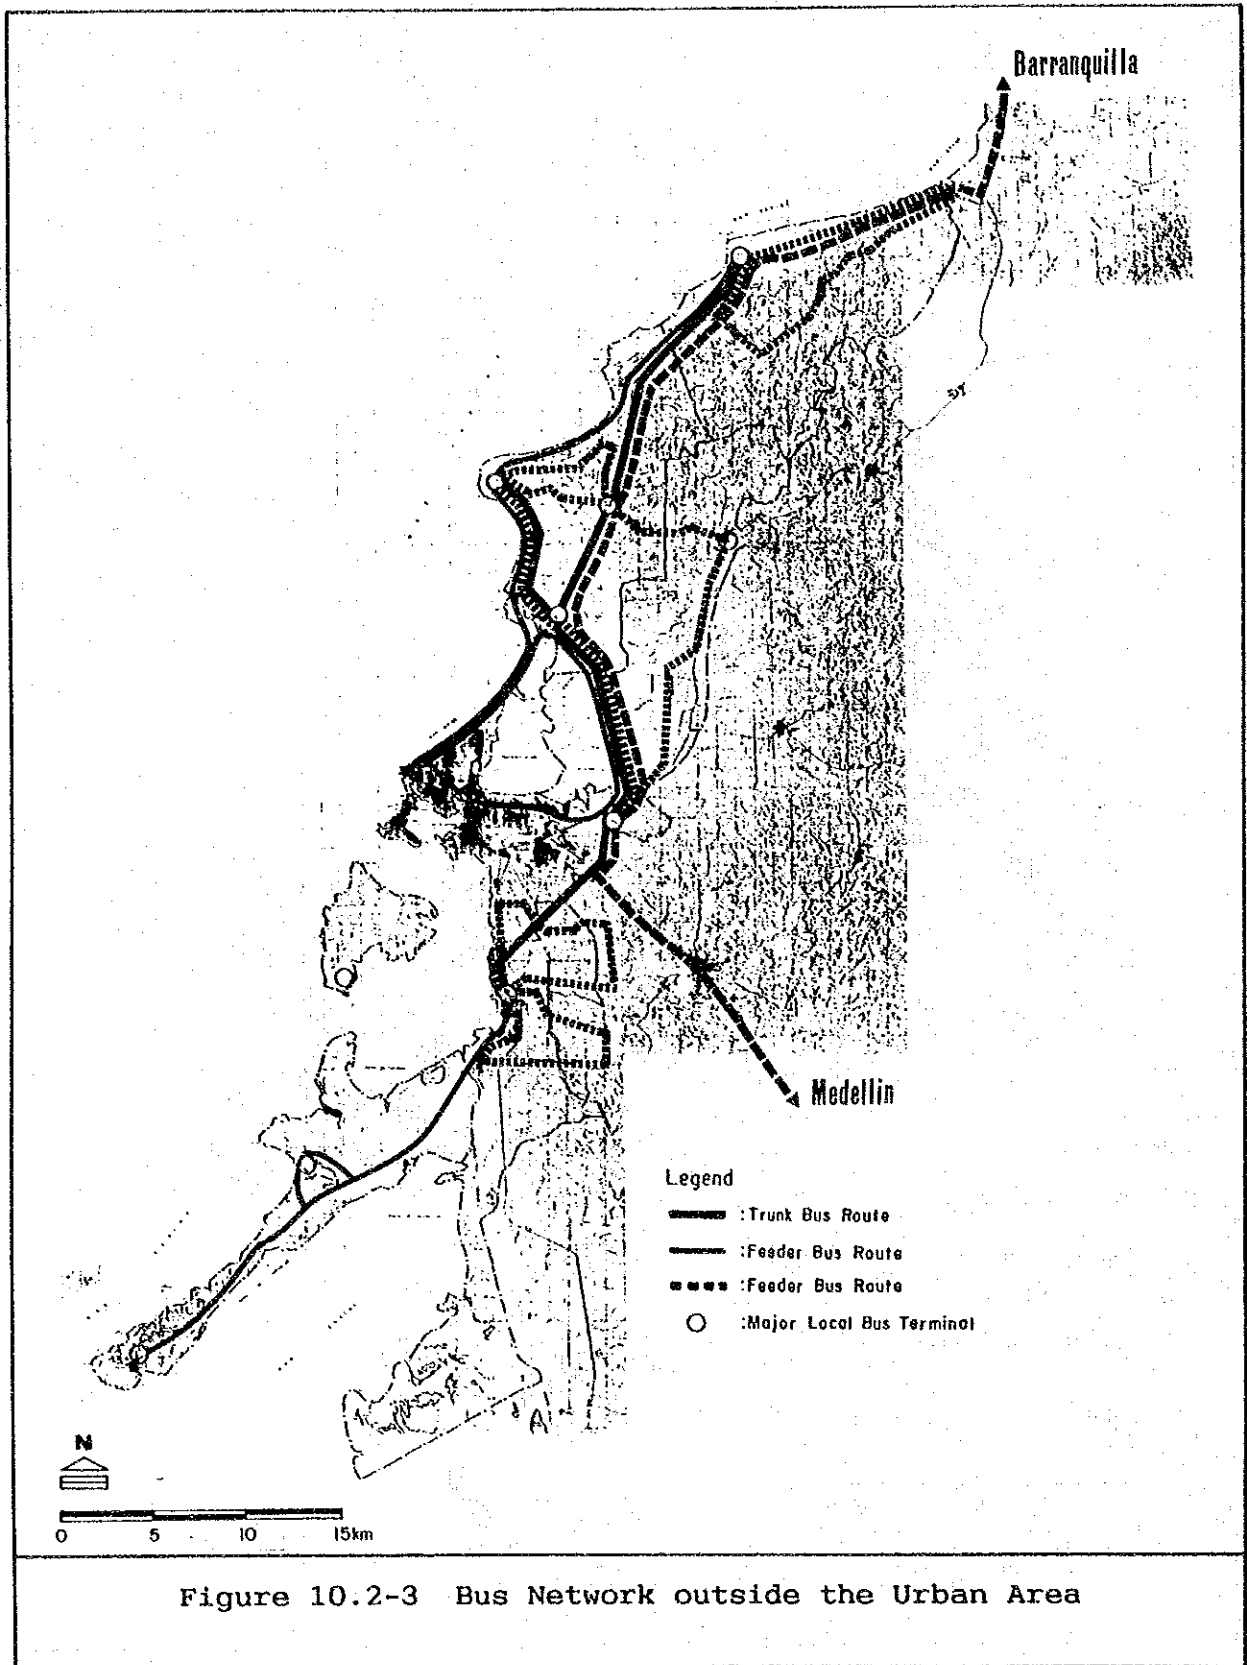 Barranquilla
Medellin
Legend
:Trunk Bus Route
:Feeder Bus Route
:Feeder Bus Route
:Major Local Bus Terminal
N
0 5 10 15km
Figure 10.2-3 Bus Network outside the Urban Area